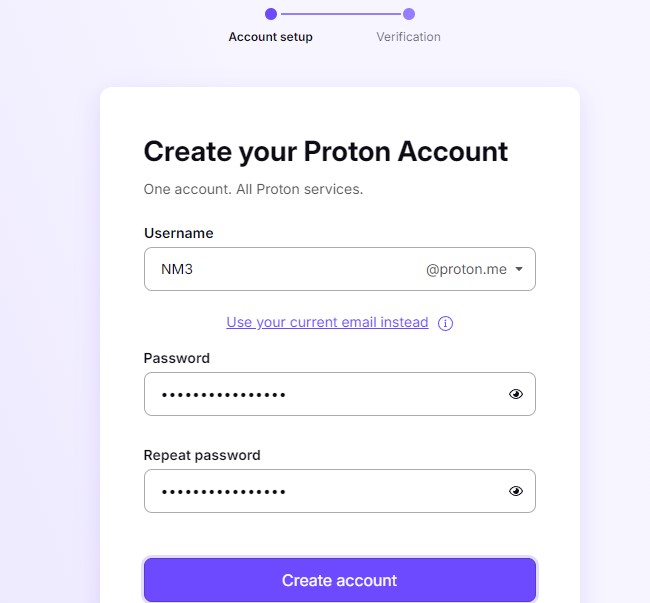 Account setup
Verification
Create your Proton Account
One account. All Proton services.
Username
NM3
@proton.me
Use your current email instead
Password
••••••••••••••••
Repeat password
••••••••••••••••
Create account